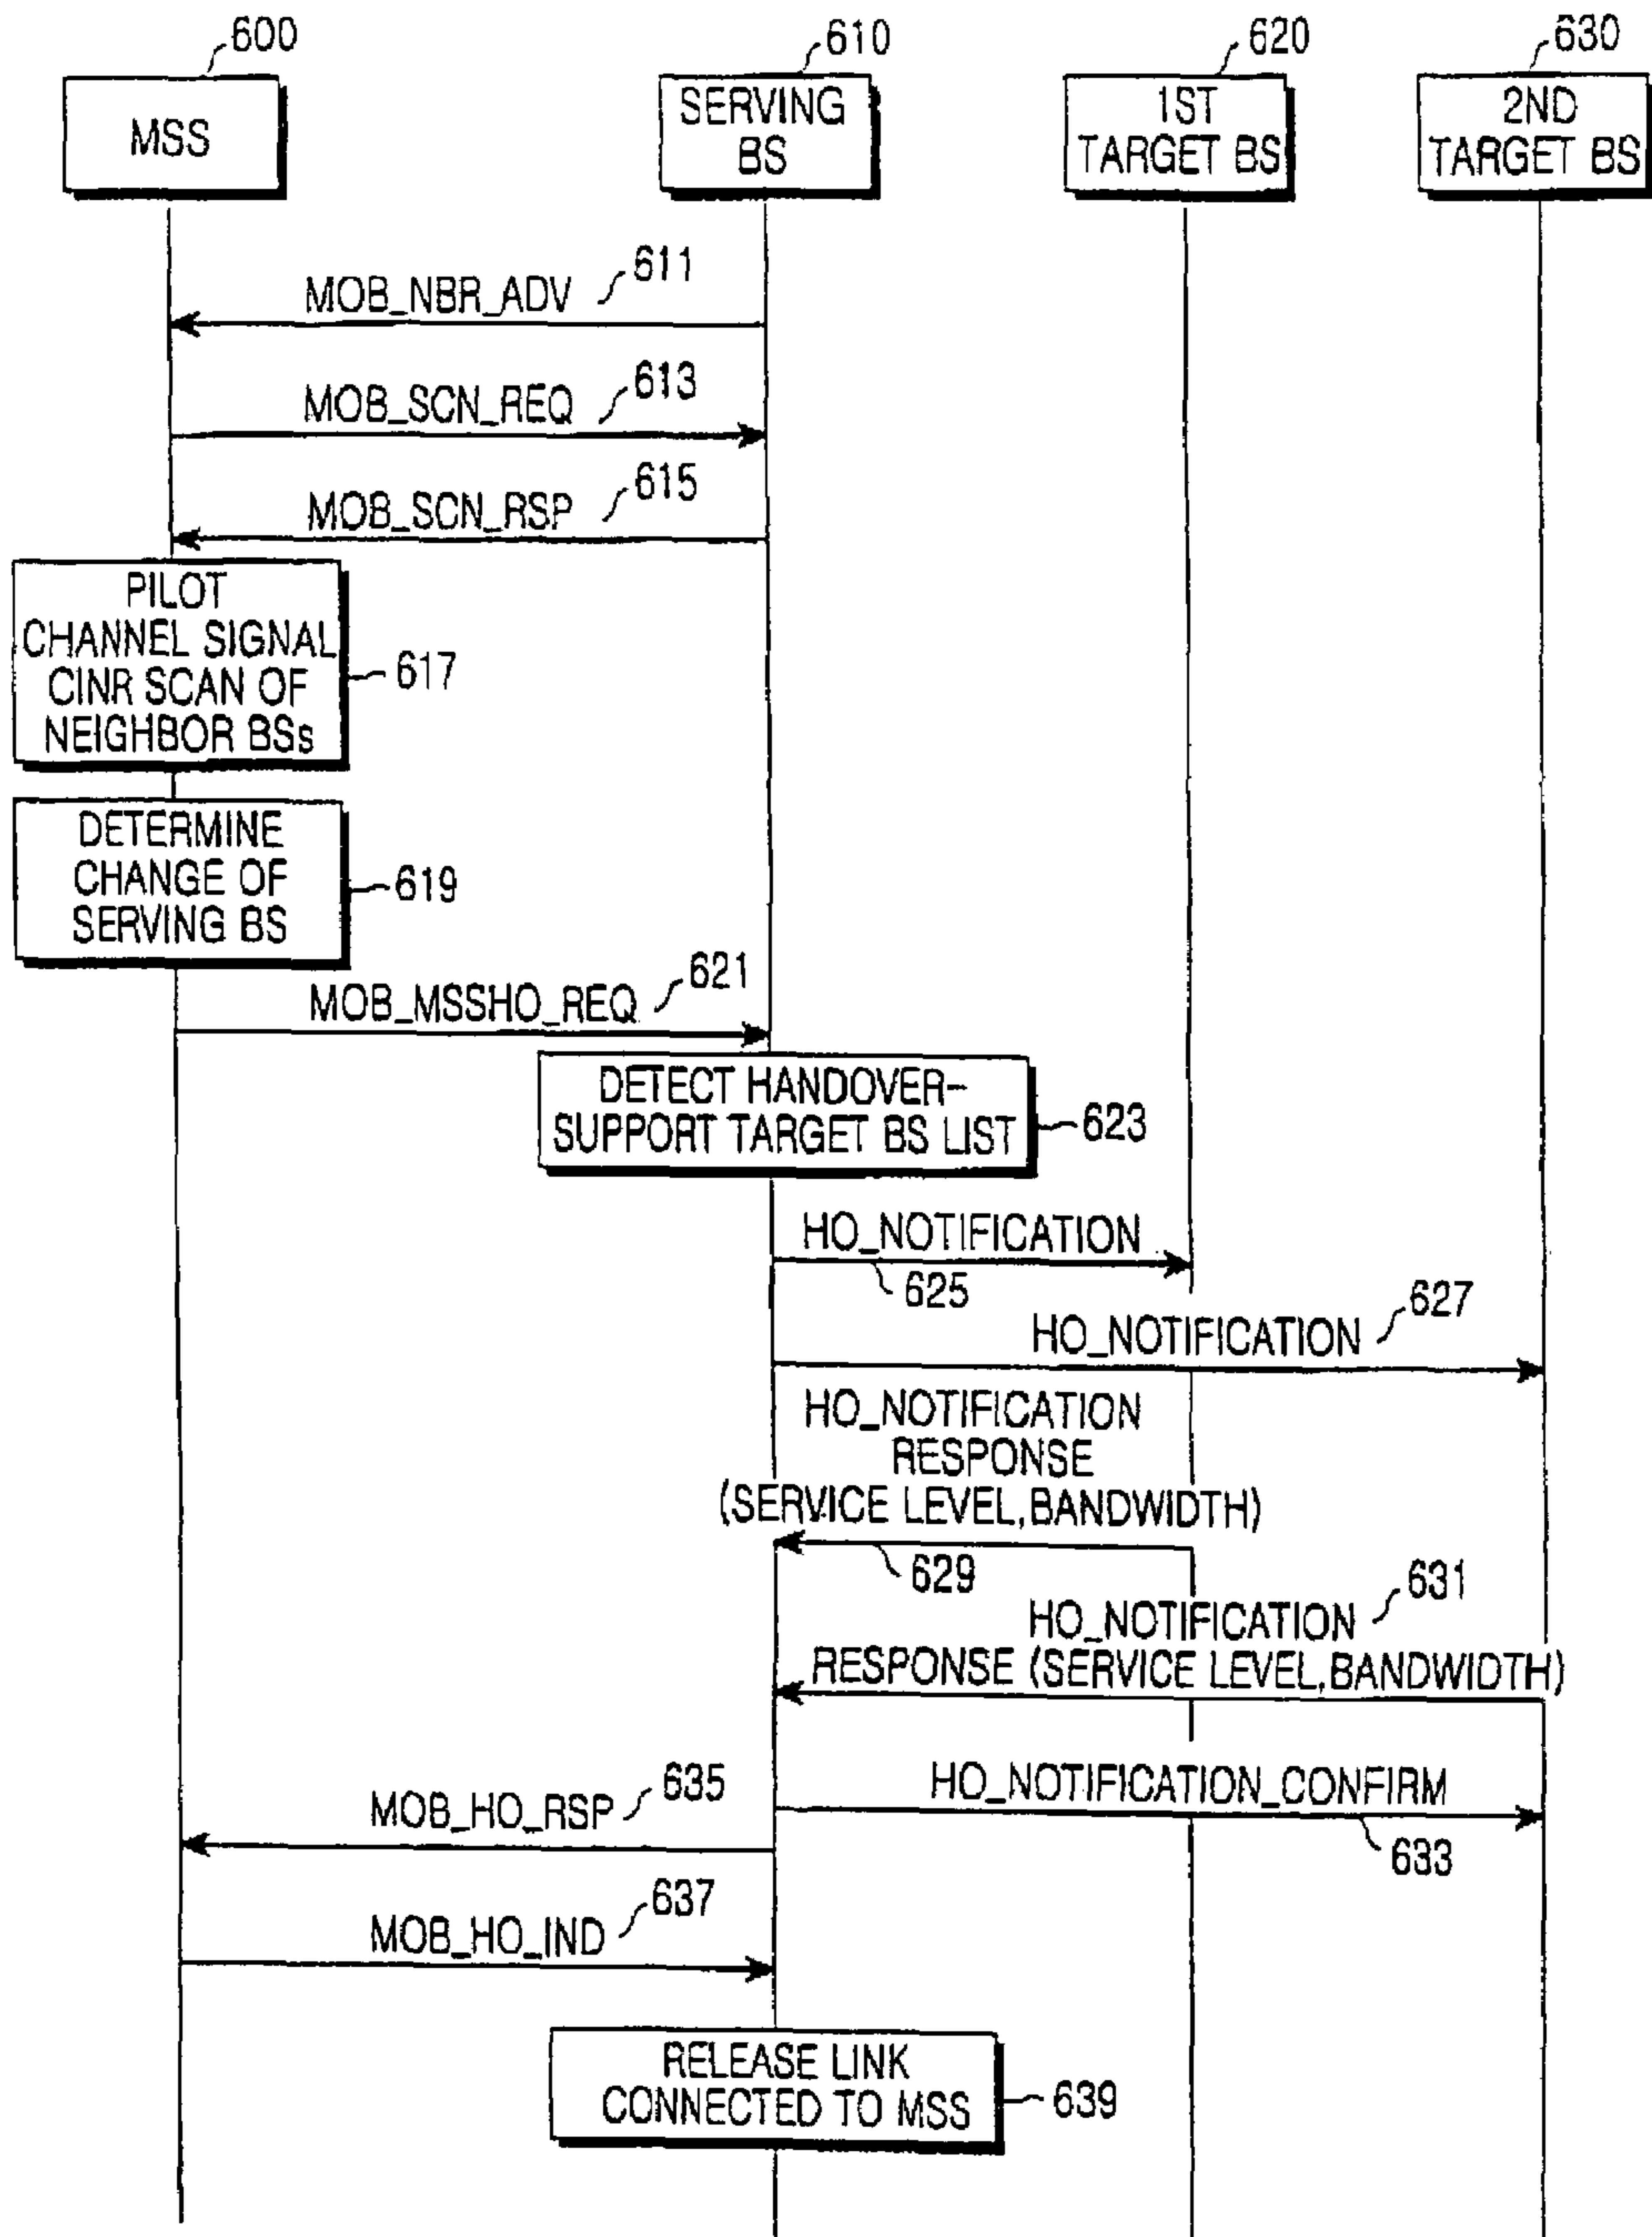 600
610
620
630
MSS
SERVING
BS
1ST
TARGET BS
2ND
TARGET BS
611
MOB_NBR_ADV
613
MOB_SCN_REQ
615
MOB_SCN_RSP
PILOT
CHANNEL SIGNAL
CINR SCAN OF
NEIGHBOR BSs
617
DETERMINE
CHANGE OF
SERVING BS
619
621
MOB_MSSHO_REQ
DETECT HANDOVER-
SUPPORT TARGET BS LIST
623
HO_NOTIFICATION
625
627
HO_NOTIFICATION
HO_NOTIFICATION
RESPONSE
(SERVICE LEVEL,BANDWIDTH)
629
631
HO_NOTIFICATION
RESPONSE (SERVICE LEVEL,BANDWIDTH)
HO_NOTIFICATION_CONFIRM
633
635
MOB_HO_RSP
637
MOB_HO_IND
RELEASE LINK
CONNECTED TO MSS
639